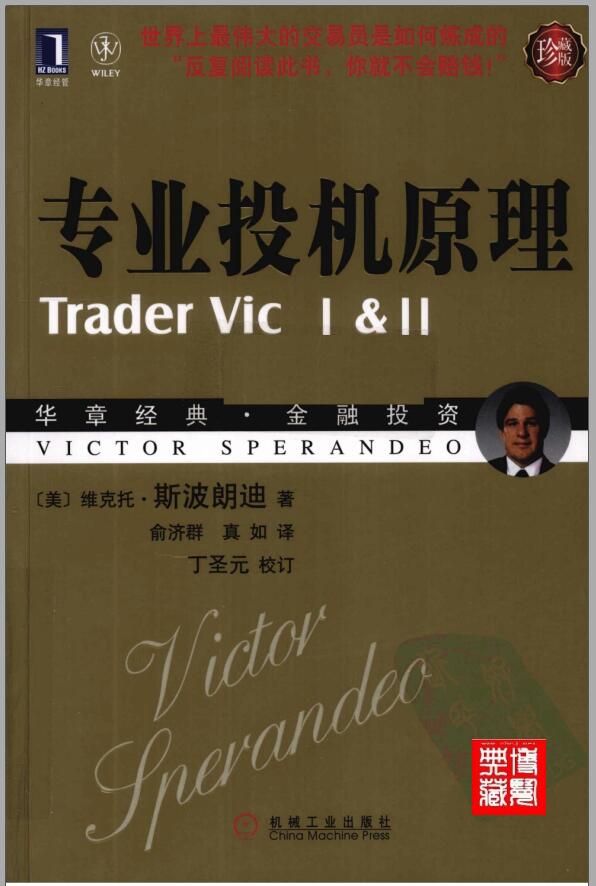 世界上最伟大的交易员是如何炼成的
“反复阅读此书，你就不会赔钱！”
HZ BOOKS
华章经管
WILEY
珍藏版
专业投机原理
Trader Vic I & II
华章经典·金融投资
VICTOR SPERANDEO
〔美〕维克托·斯波朗迪 著
俞济群 真如 译
丁圣元 校订
Victor
Sperandeo
机械工业出版社
China Machine Press